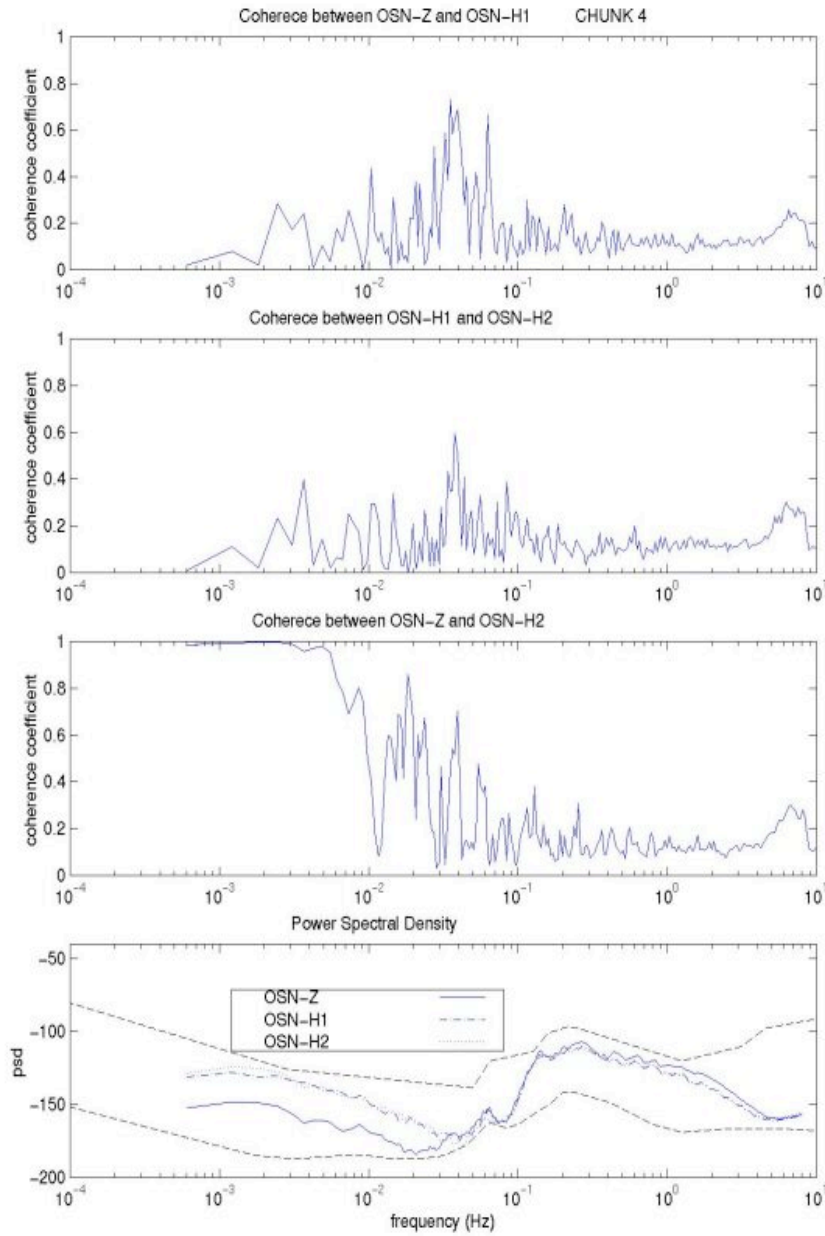 Coherece between OSN-Z and OSN-H1 CHUNK 4
coherence coefficient
1
0.8
0.6
0.4
0.2
0
10^-4 10^-3 10^-2 10^-1 10^0 10^1
Coherece between OSN-H1 and OSN-H2
coherence coefficient
1
0.8
0.6
0.4
0.2
0
10^-4 10^-3 10^-2 10^-1 10^0 10^1
Coherece between OSN-Z and OSN-H2
coherence coefficient
1
0.8
0.6
0.4
0.2
0
10^-4 10^-3 10^-2 10^-1 10^0 10^1
Power Spectral Density
psd
-50
-100
-150
-200
OSN-Z
OSN-H1
OSN-H2
10^-4 10^-3 10^-2 10^-1 10^0 10^1
frequency (Hz)